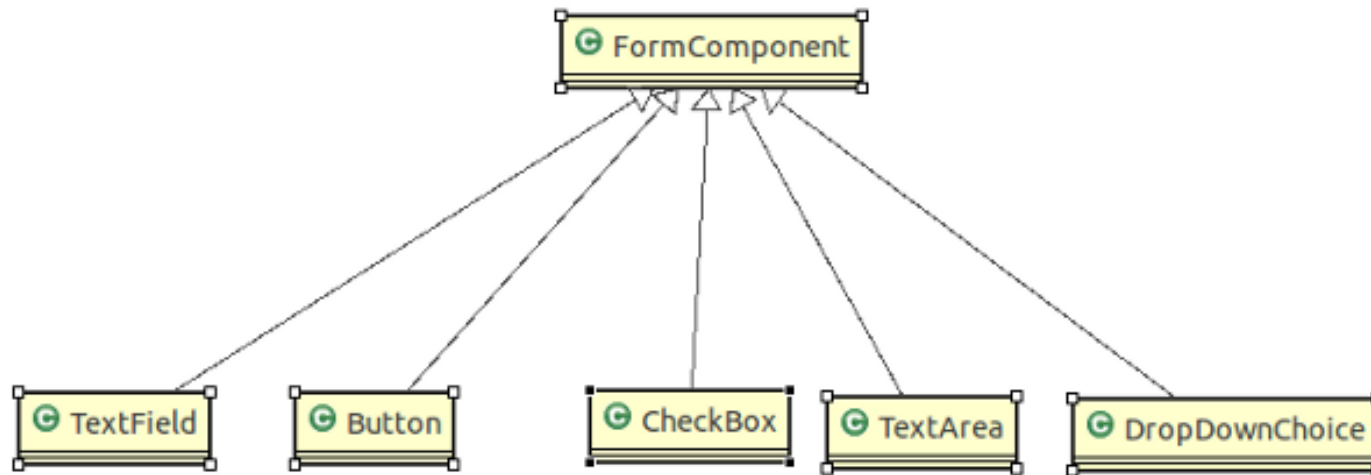 C FormComponent
C TextField
C Button
C CheckBox
C TextArea
C DropDownChoice